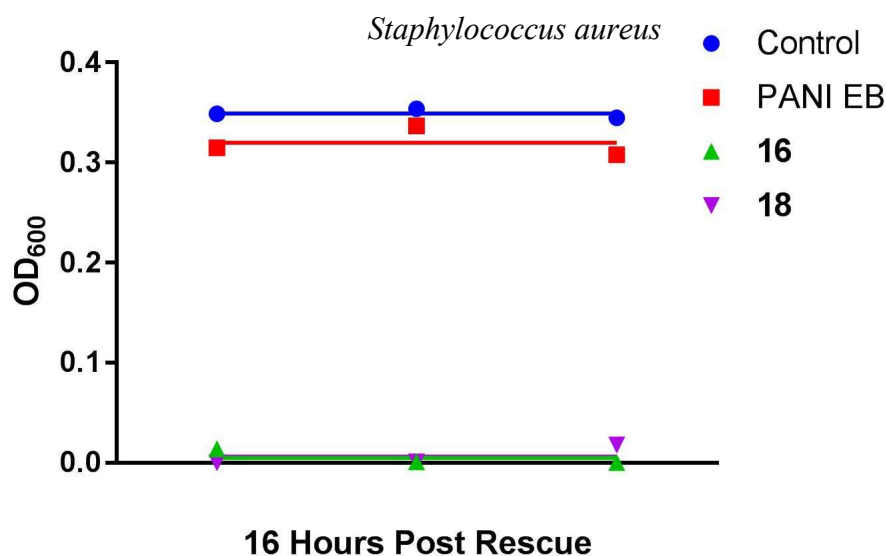 Staphylococcus aureus
Control
PANI EB
16
18
OD600
0.4
0.3
0.2
0.1
0.0
16 Hours Post Rescue